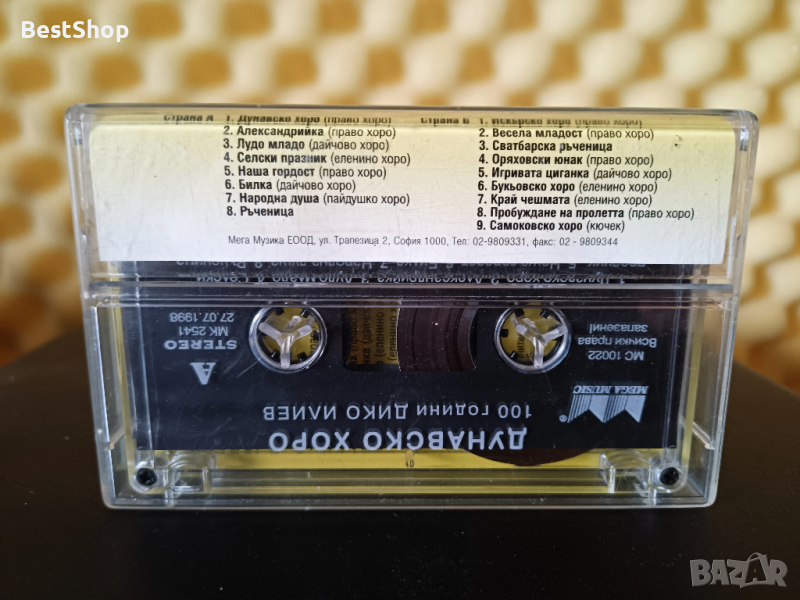 BestShop
Страна А 1. Дунавско хоро (право хоро)
2. Александрийка (право хоро)
3. Лудо младо (дайчово хоро)
4. Селски празник (еленино хоро)
5. Наша гордост (право хоро)
6. Билка (дайчово хоро)
7. Народна душа (пайдушко хоро)
8. Ръченица
Страна Б 1. Искърско хоро (право хоро)
2. Весела младост (право хоро)
3. Сватбарска ръченица
4. Оряховски юнак (право хоро)
5. Игривата циганка (дайчово хоро)
6. Букьовско хоро (еленино хоро)
7. Край чешмата (еленино хоро)
8. Пробуждане на пролетта (право хоро)
9. Самоковско хоро (кючек)
Мега Музика ЕООД, ул. Трапезица 2, София 1000, Тел: 02-9809331, факс: 02 - 9809344
ДУНАВСКО ХОРО
100 ГОДИНИ ДИКО ИЛИЕВ
MEGA MUSIC ®
MC 10022
Всички права
запазени!
A
STEREO
МК 2541
27.07.1998
BAZAR